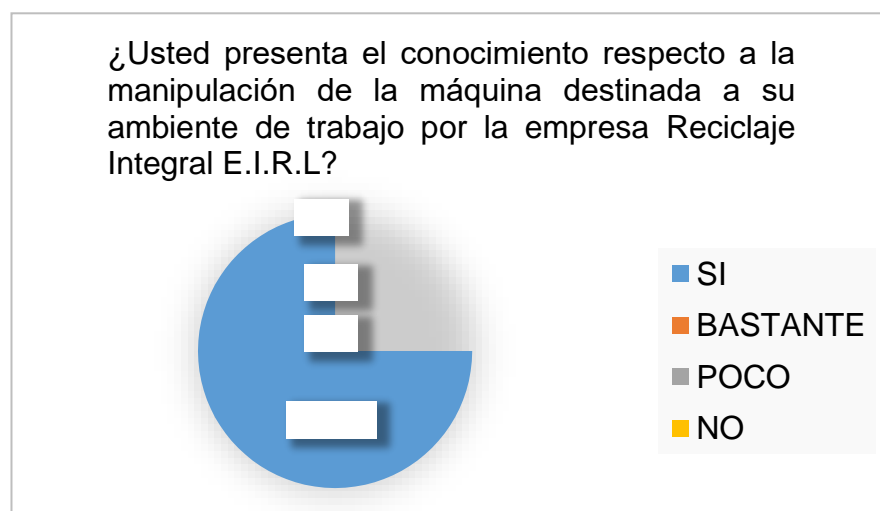 ¿Usted presenta el conocimiento respecto a la
manipulación de la máquina destinada a su
ambiente de trabajo por la empresa Reciclaje
Integral E.I.R.L?
SI
BASTANTE
POCO
NO